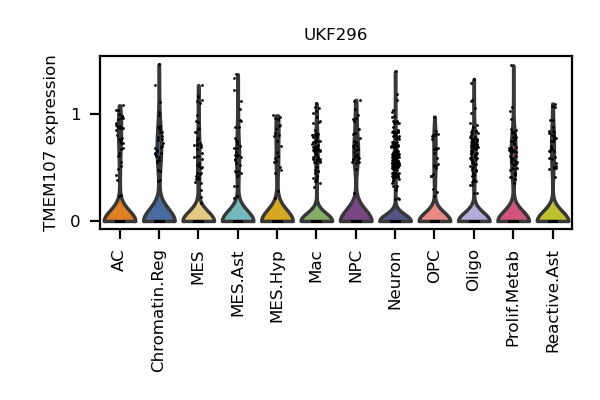 UKF296
TMEM107 expression
1
0
AC
Chromatin.Reg
MES
MES.Ast
MES.Hyp
Mac
NPC
Neuron
OPC
Oligo
Prolif.Metab
Reactive.Ast